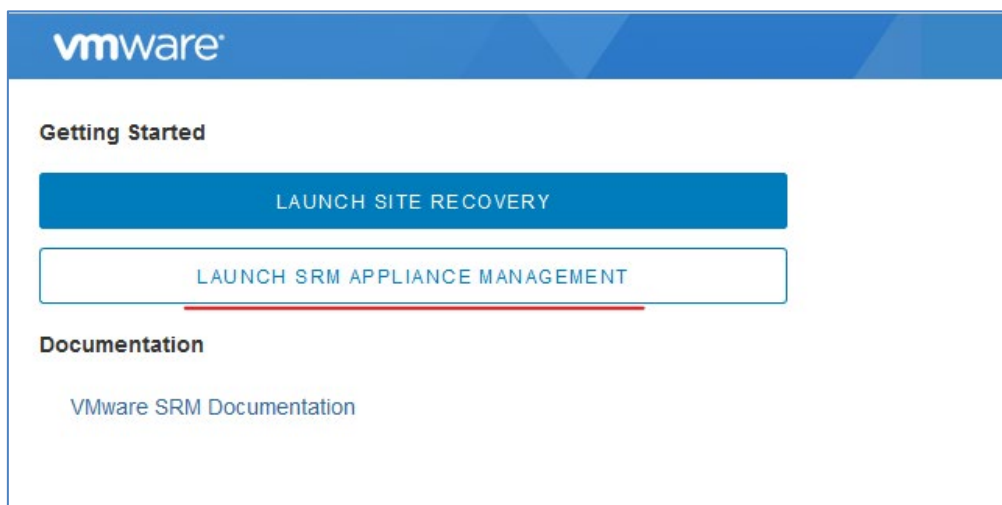 vmware
Getting Started
LAUNCH SITE RECOVERY
LAUNCH SRM APPLIANCE MANAGEMENT
Documentation
VMware SRM Documentation